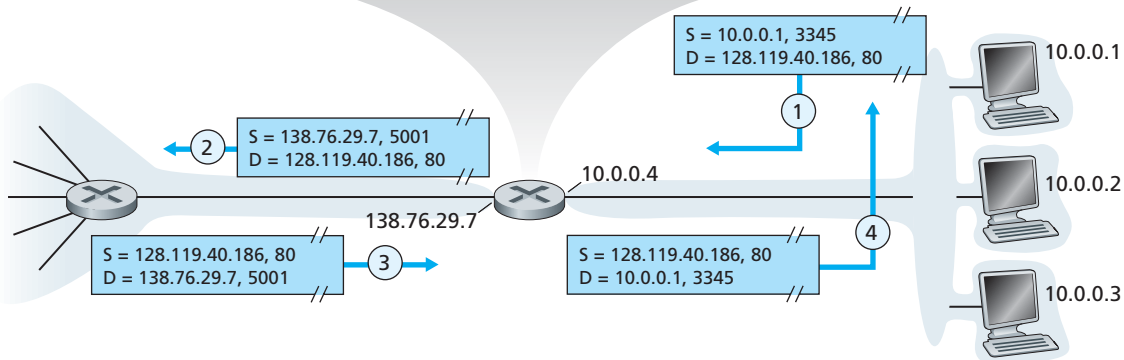 S = 10.0.0.1, 3345
D = 128.119.40.186, 80
10.0.0.1
1
2
S = 138.76.29.7, 5001
D = 128.119.40.186, 80
10.0.0.4
10.0.0.2
138.76.29.7
S = 128.119.40.186, 80
D = 138.76.29.7, 5001
3
S = 128.119.40.186, 80
D = 10.0.0.1, 3345
4
10.0.0.3